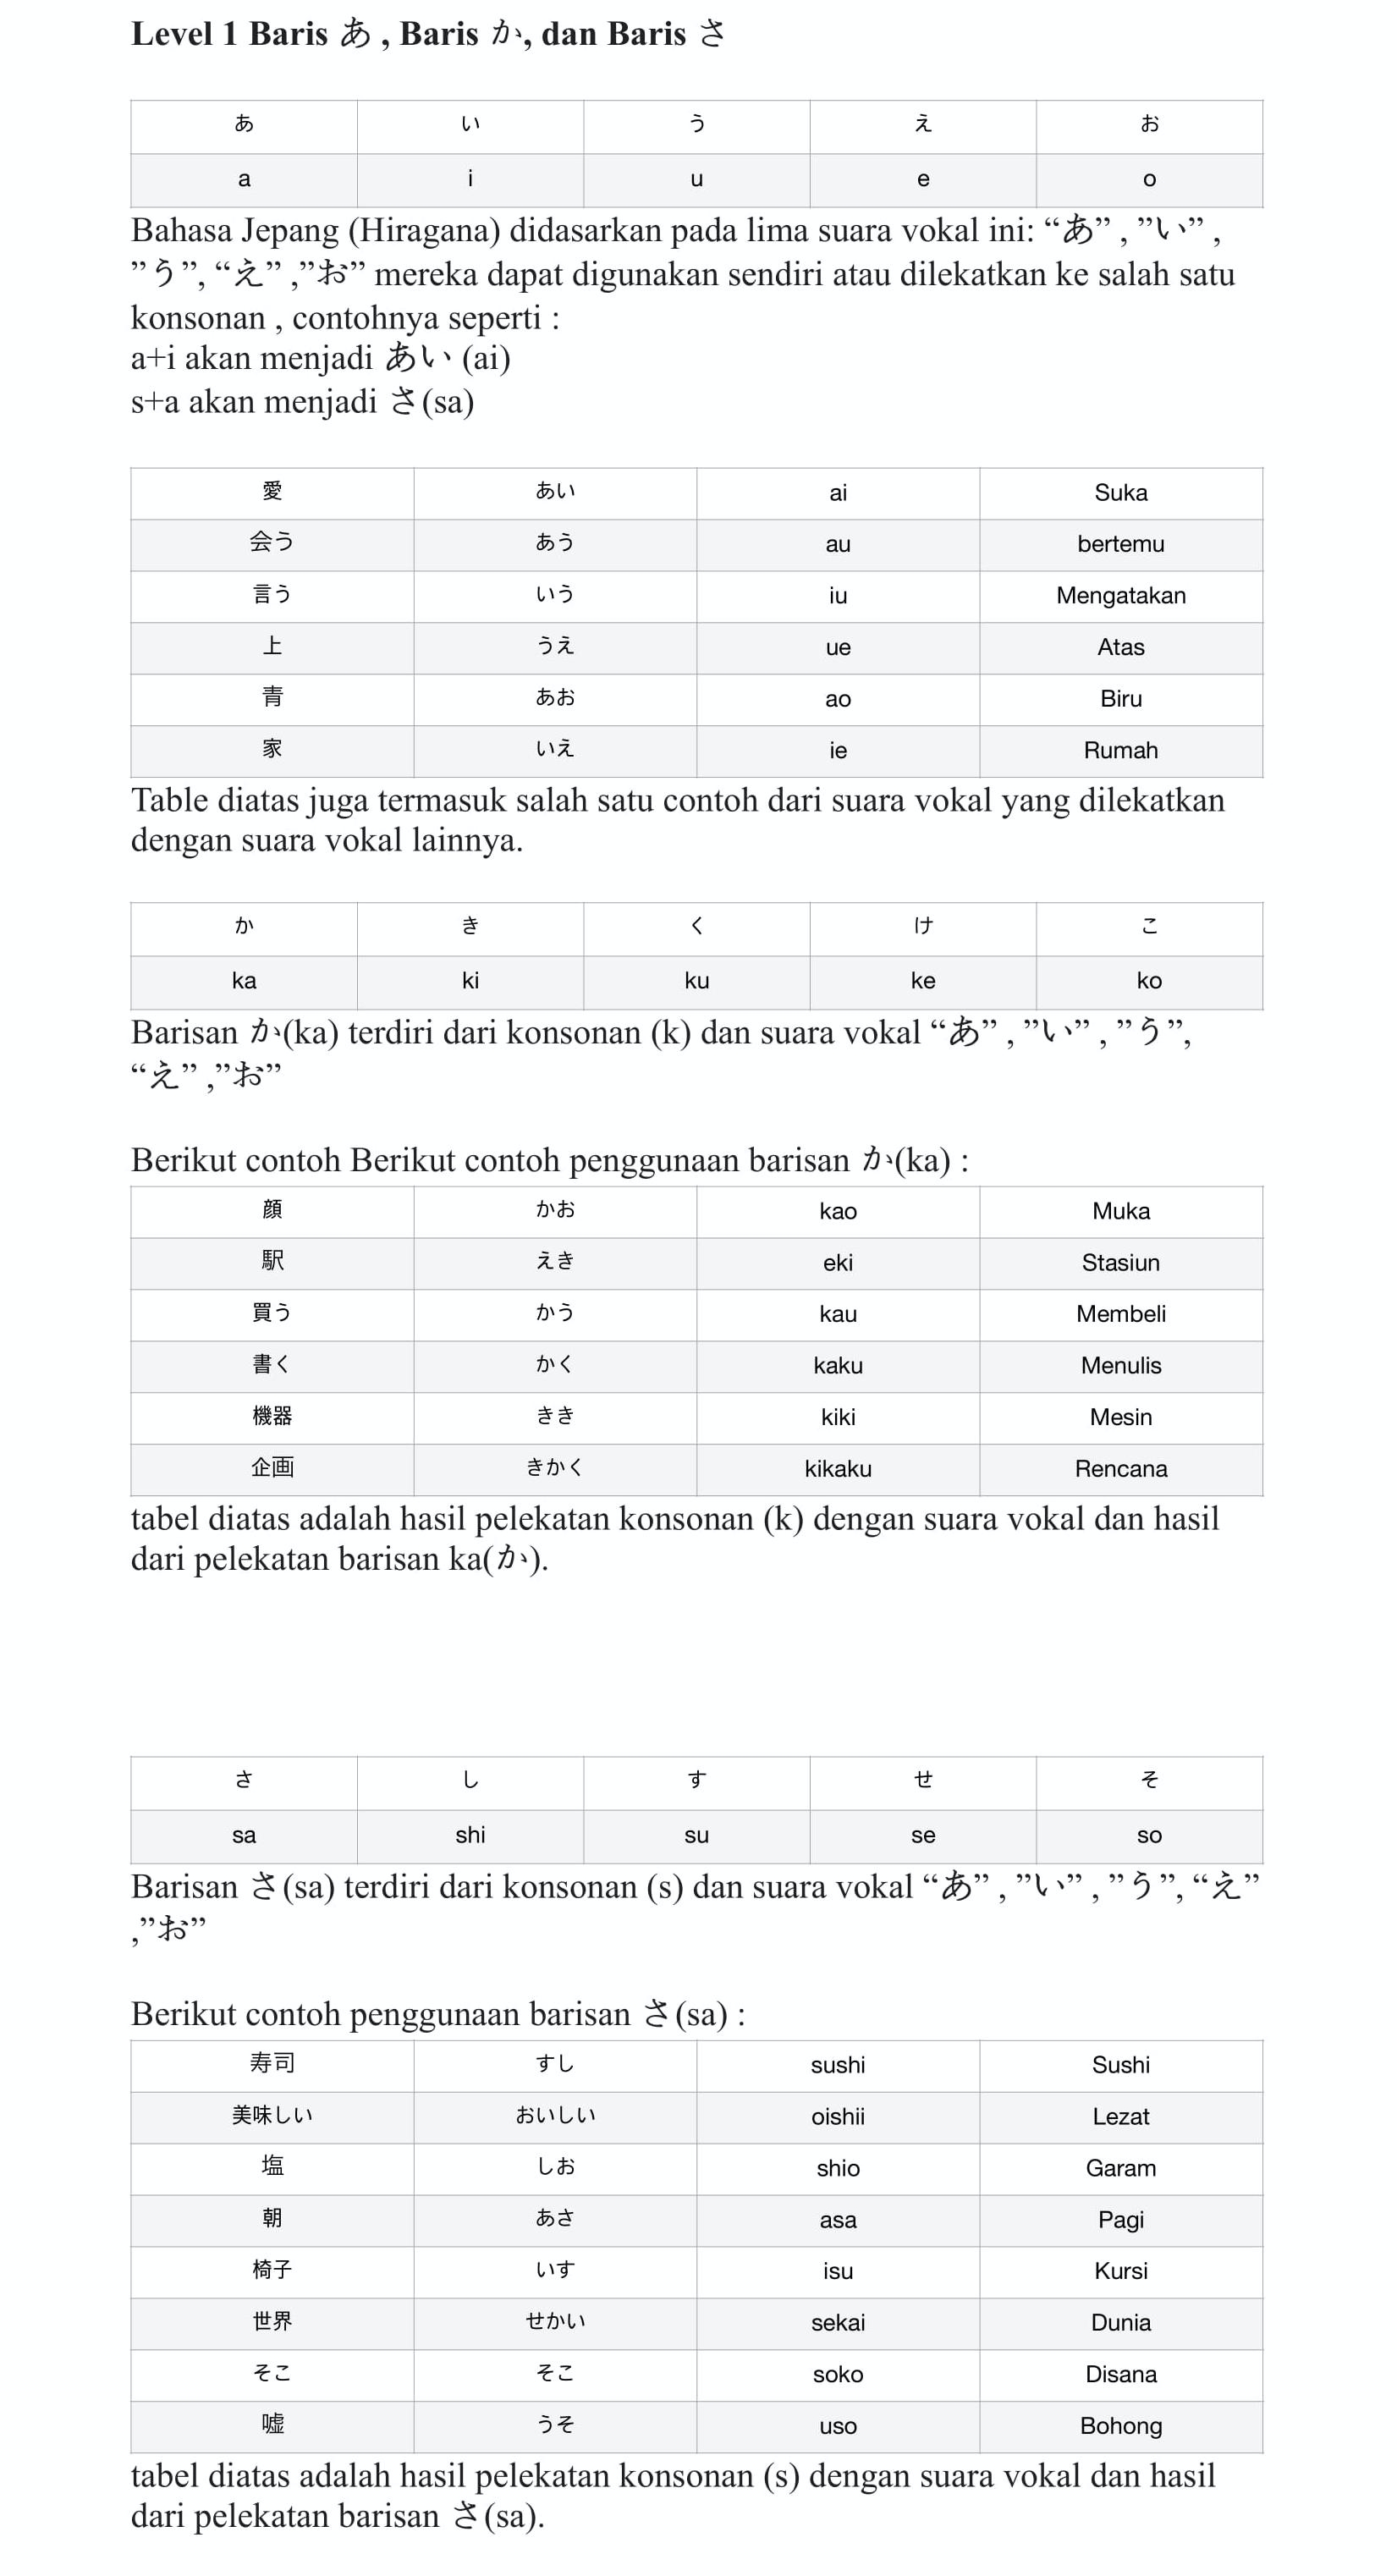 Level 1 Baris あ , Baris か, dan Baris さ
あ い う え お
a i u e o
Bahasa Jepang (Hiragana) didasarkan pada lima suara vokal ini: “あ” , ”い” ,
”う”, “え” ,”お” mereka dapat digunakan sendiri atau dilekatkan ke salah satu
konsonan , contohnya seperti :
a+i akan menjadi あい (ai)
s+a akan menjadi さ(sa)
愛 あい ai Suka
会う あう au bertemu
言う いう iu Mengatakan
上 うえ ue Atas
青 あお ao Biru
家 いえ ie Rumah
Table diatas juga termasuk salah satu contoh dari suara vokal yang dilekatkan
dengan suara vokal lainnya.
か き く け こ
ka ki ku ke ko
Barisan か(ka) terdiri dari konsonan (k) dan suara vokal “あ” , ”い” , ”う”,
“え” ,”お”
Berikut contoh Berikut contoh penggunaan barisan か(ka) :
顔 かお kao Muka
駅 えき eki Stasiun
買う かう kau Membeli
書く かく kaku Menulis
機器 きき kiki Mesin
企画 きかく kikaku Rencana
tabel diatas adalah hasil pelekatan konsonan (k) dengan suara vokal dan hasil
dari pelekatan barisan ka(か).
さ し す せ そ
sa shi su se so
Barisan さ(sa) terdiri dari konsonan (s) dan suara vokal “あ” , ”い” , ”う”, “え”
,”お”
Berikut contoh penggunaan barisan さ(sa) :
寿司 すし sushi Sushi
美味しい おいしい oishii Lezat
塩 しお shio Garam
朝 あさ asa Pagi
椅子 いす isu Kursi
世界 せかい sekai Dunia
そこ そこ soko Disana
嘘 うそ uso Bohong
tabel diatas adalah hasil pelekatan konsonan (s) dengan suara vokal dan hasil
dari pelekatan barisan さ(sa).